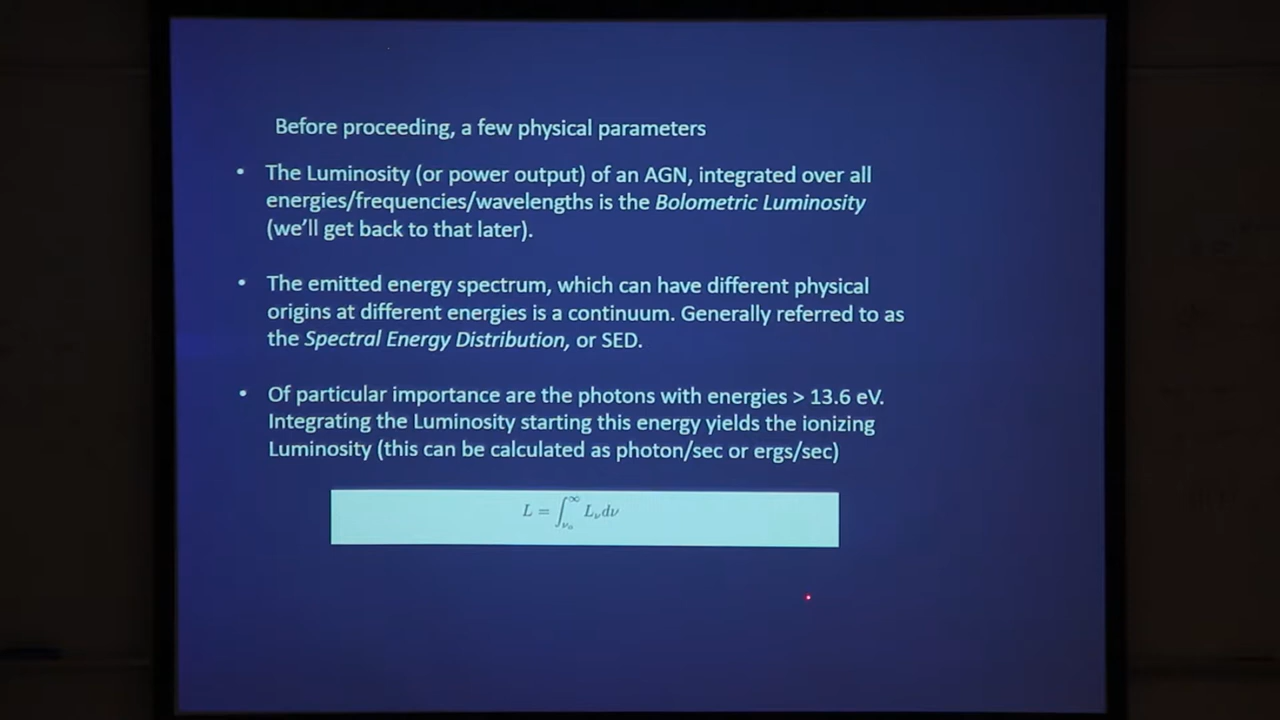 Before proceeding, a few physical parameters
• The Luminosity (or power output) of an AGN, integrated over all
energies/frequencies/wavelengths is the Bolometric Luminosity
(we'll get back to that later).
• The emitted energy spectrum, which can have different physical
origins at different energies is a continuum. Generally referred to as
the Spectral Energy Distribution, or SED.
• Of particular importance are the photons with energies > 13.6 eV.
Integrating the Luminosity starting this energy yields the ionizing
Luminosity (this can be calculated as photon/sec or ergs/sec)
L = ∫_{ν₀}^{∞} L_ν dν